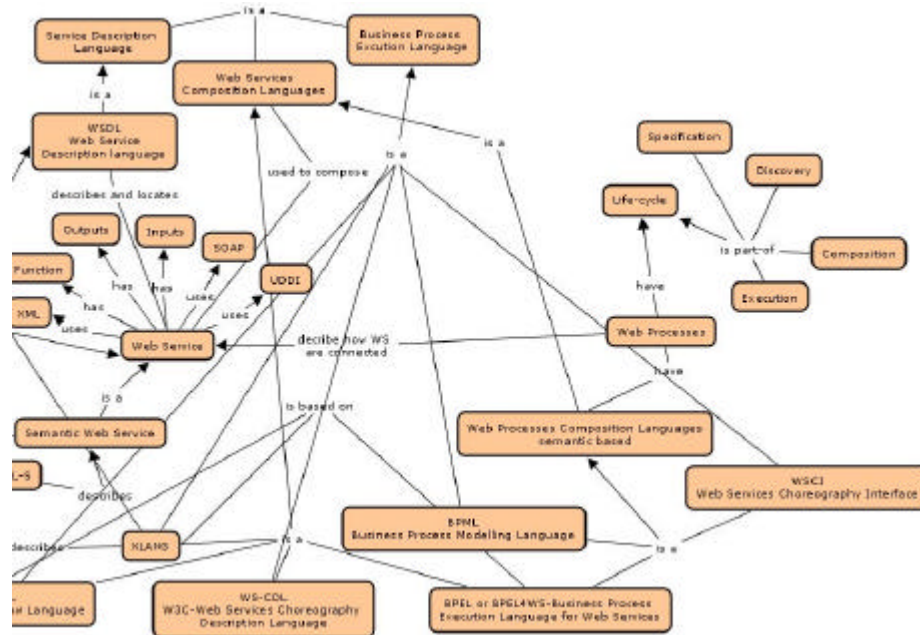 is a
Service Description
Language
Business Process
Excution Language
Web Services
Composition Languages
is a
WSDL
Web Service
Description language
is a
is a
Specification
Discovery
used to compose
describes and locates
Life-cycle
Outputs
Inputs
SOAP
is part-of
Composition
Function
UDDI
has
has
uses
have
Execution
XML
has
uses
uses
Web Service
decribe how WS
are connected
Web Processes
have
is a
is based on
Semantic Web Service
Web Processes Composition Languages
semantic based
L-S
describes
WSCI
Web Services Choreography Interface
BPML
Business Process Modelling Language
describes
XLANG
is a
is a
L
Language
WS-CDL
W3C-Web Services Choreography
Description Language
BPEL or BPEL4WS-Business Process
Execution Language for Web Services